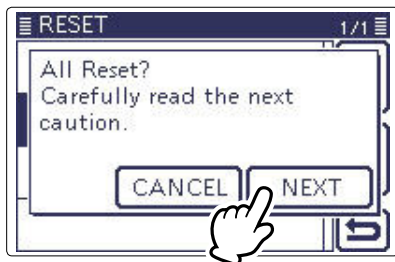 RESET 1/1
All Reset?
Carefully read the next
caution.
CANCEL NEXT